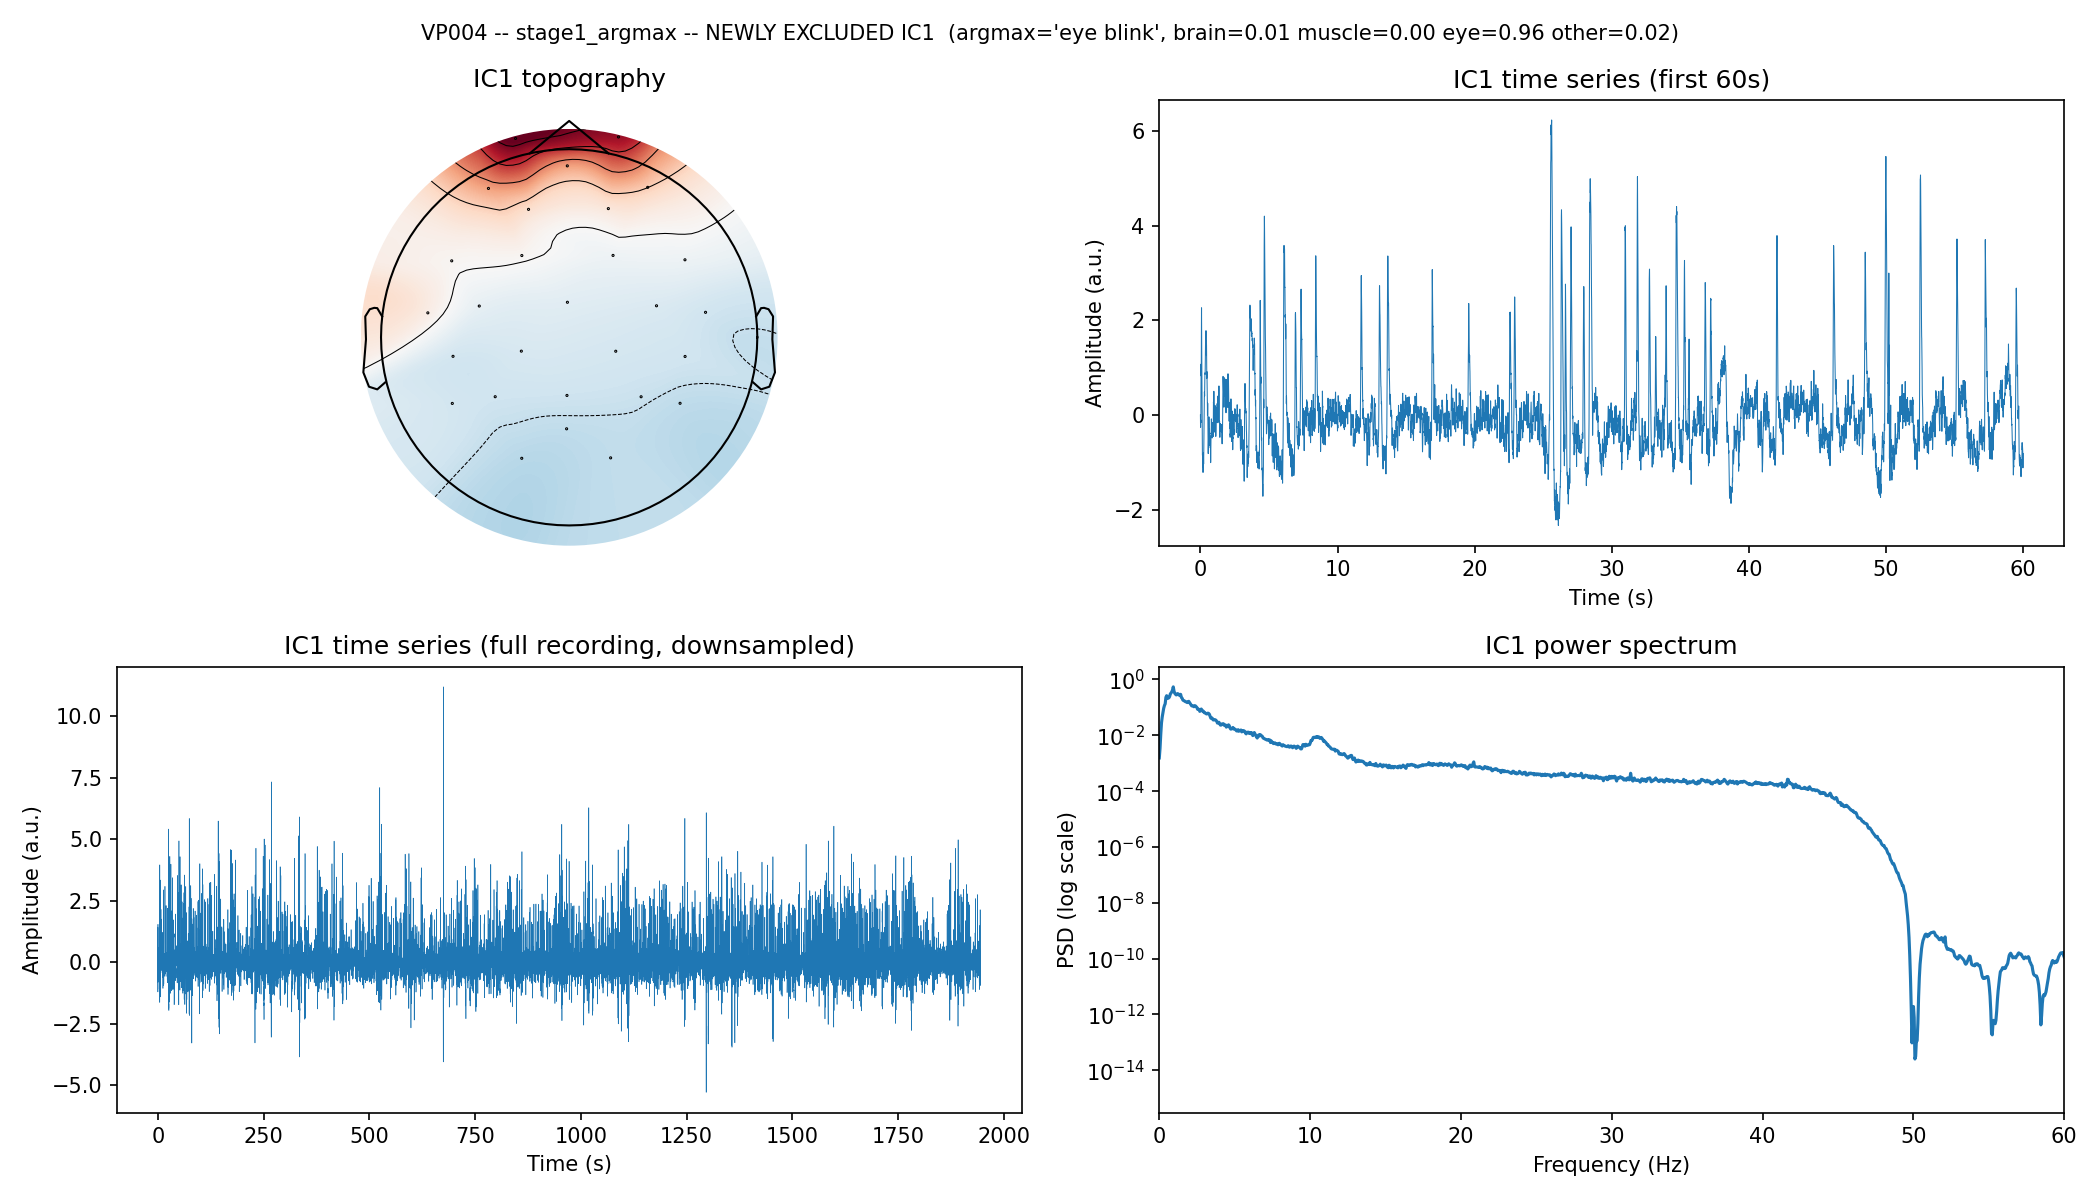 VP004 -- stage1_argmax -- NEWLY EXCLUDED IC1  (argmax='eye blink', brain=0.01 muscle=0.00 eye=0.96 other=0.02)
IC1 topography
IC1 time series (first 60s)
Amplitude (a.u.)
6
4
2
0
−2
0 10 20 30 40 50 60
Time (s)
IC1 time series (full recording, downsampled)
Amplitude (a.u.)
10.0
7.5
5.0
2.5
0.0
−2.5
−5.0
0 250 500 750 1000 1250 1500 1750 2000
Time (s)
IC1 power spectrum
PSD (log scale)
10⁰
10⁻²
10⁻⁴
10⁻⁶
10⁻⁸
10⁻¹⁰
10⁻¹²
10⁻¹⁴
0 10 20 30 40 50 60
Frequency (Hz)